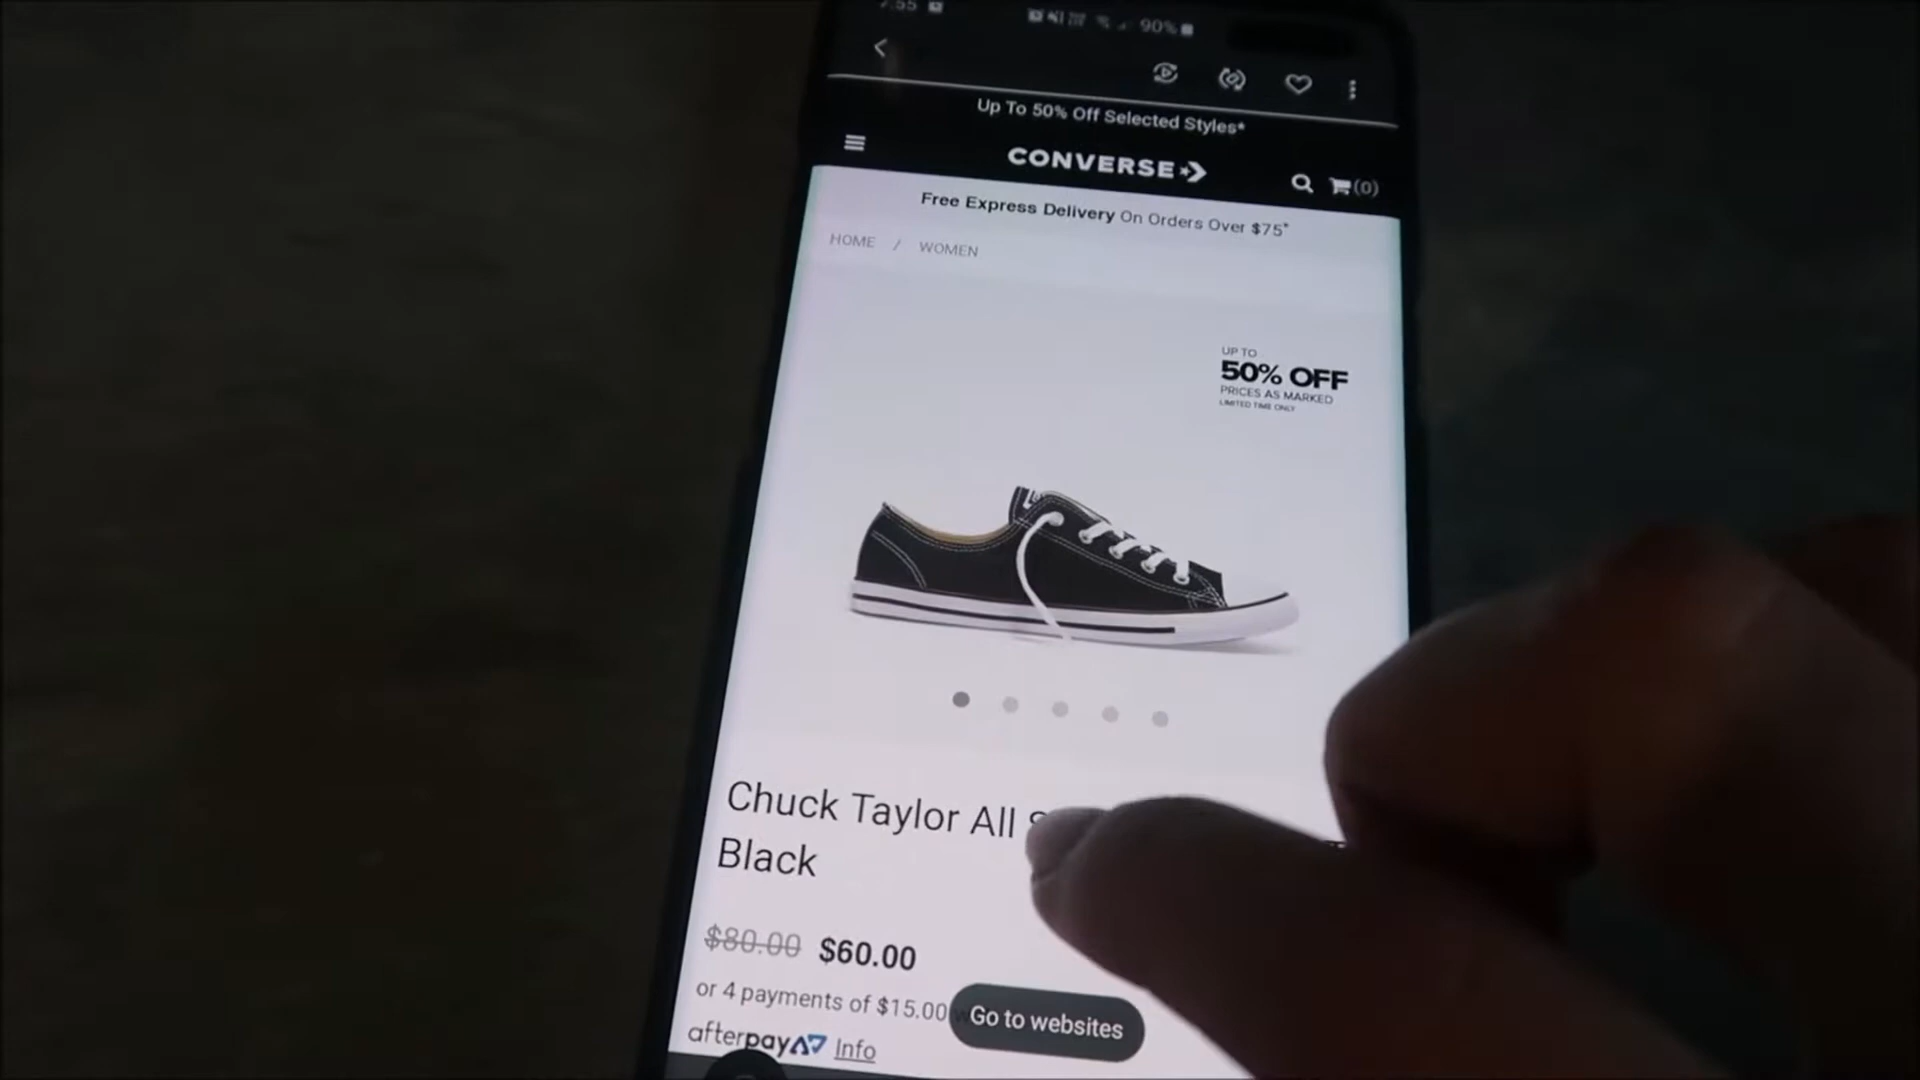 7:55
90%
Up To 50% Off Selected Styles*
CONVERSE
(0)
Free Express Delivery On Orders Over $75*
HOME / WOMEN
UP TO
50% OFF
PRICES AS MARKED
LIMITED TIME ONLY
Chuck Taylor All
Black
$80.00 $60.00
or 4 payments of $15.00
Go to websites
afterpay Info